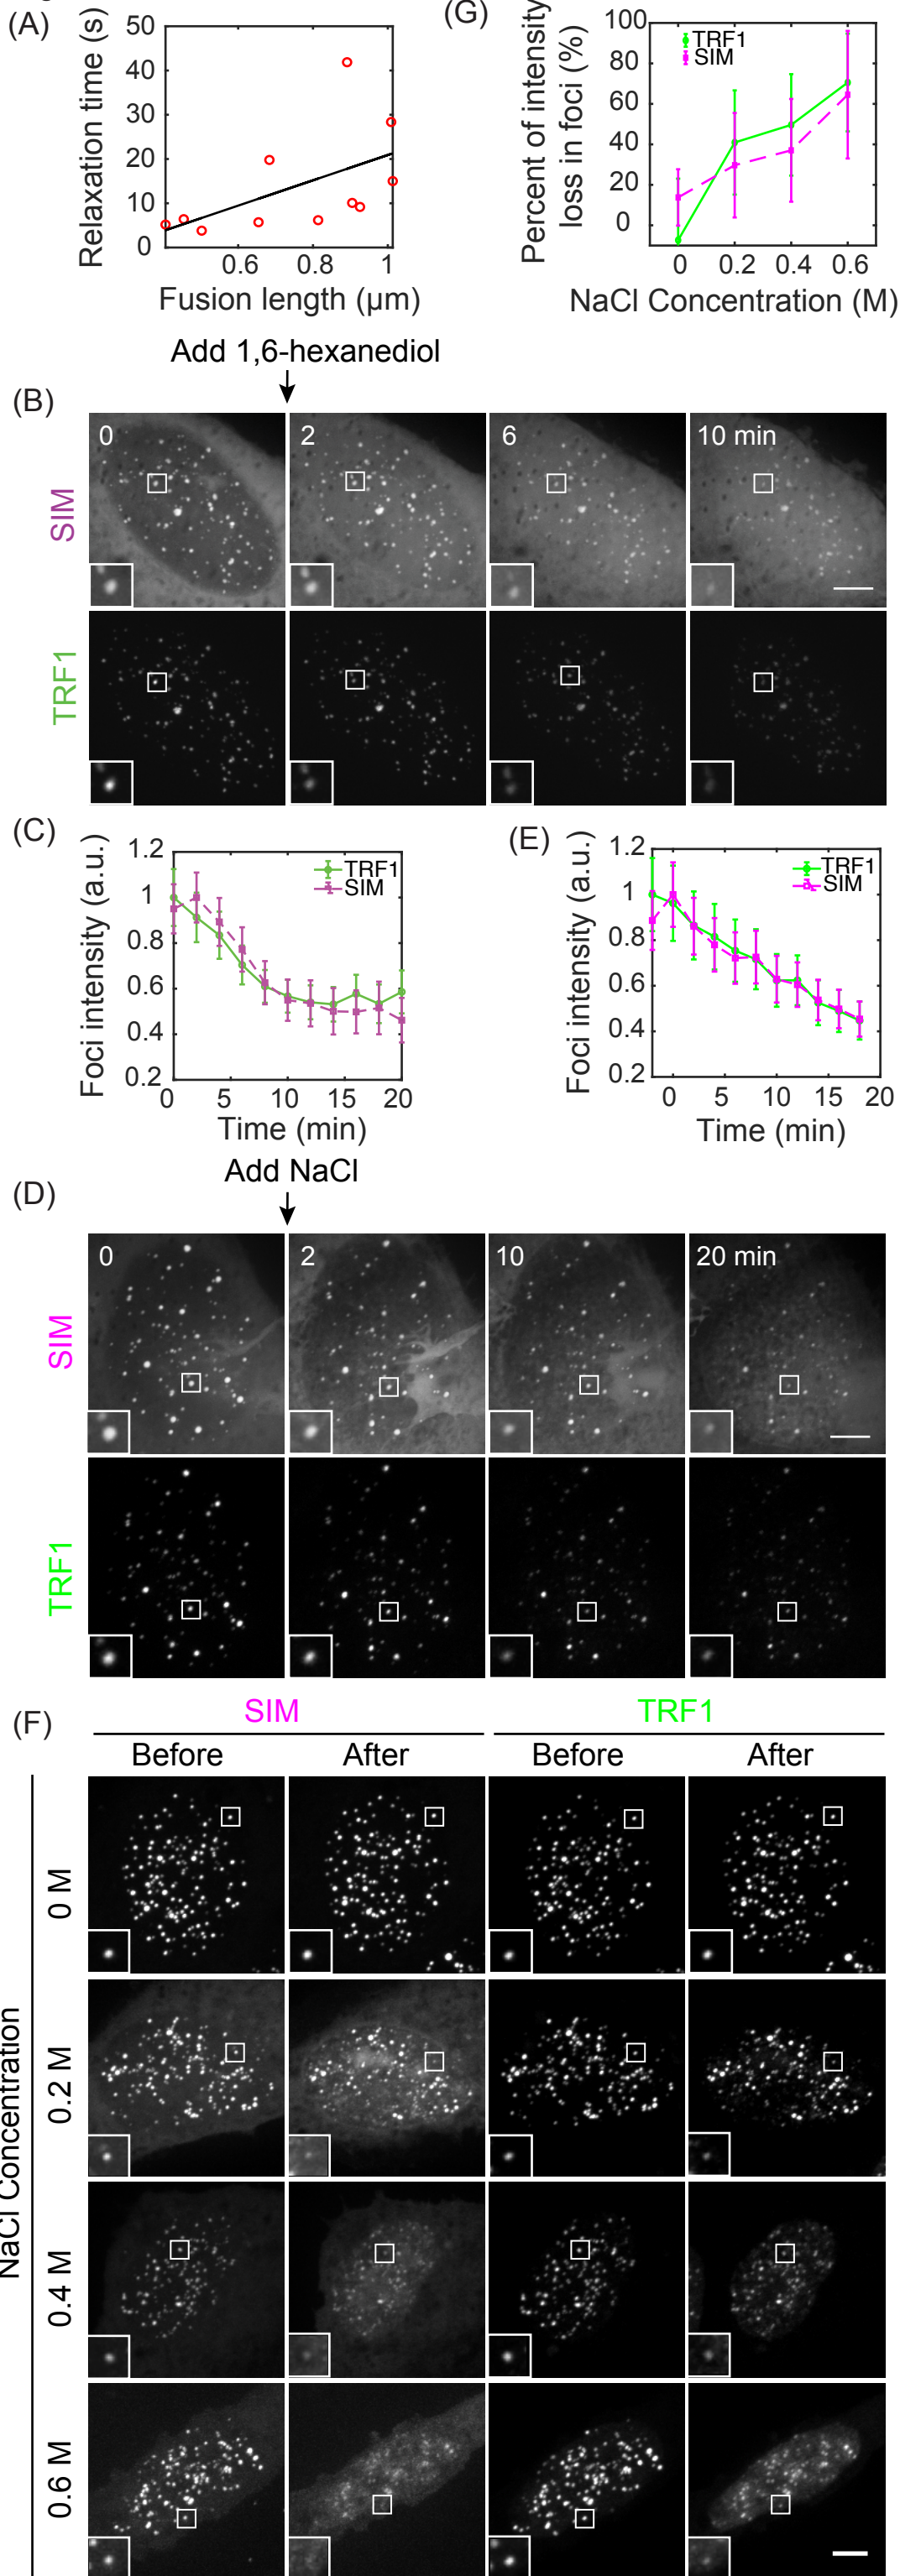 (A)
Relaxation time (s)
50
40
30
20
10
0
0.6
0.8
1
Fusion length (µm)
(G)
Percent of intensity
loss in foci (%)
100
80
60
40
20
0
TRF1
SIM
0
0.2
0.4
0.6
NaCl Concentration (M)
Add 1,6-hexanediol
(B)
SIM
0
2
6
10 min
TRF1
(C)
Foci intensity (a.u.)
1.2
1
0.8
0.6
0.4
0.2
TRF1
SIM
0
5
10
15
20
Time (min)
(E)
Foci intensity (a.u.)
1.2
1
0.8
0.6
0.4
0.2
TRF1
SIM
0
5
10
15
20
Time (min)
Add NaCl
(D)
SIM
0
2
10
20 min
TRF1
(F)
SIM
TRF1
Before
After
Before
After
NaCl Concentration
0 M
0.2 M
0.4 M
0.6 M